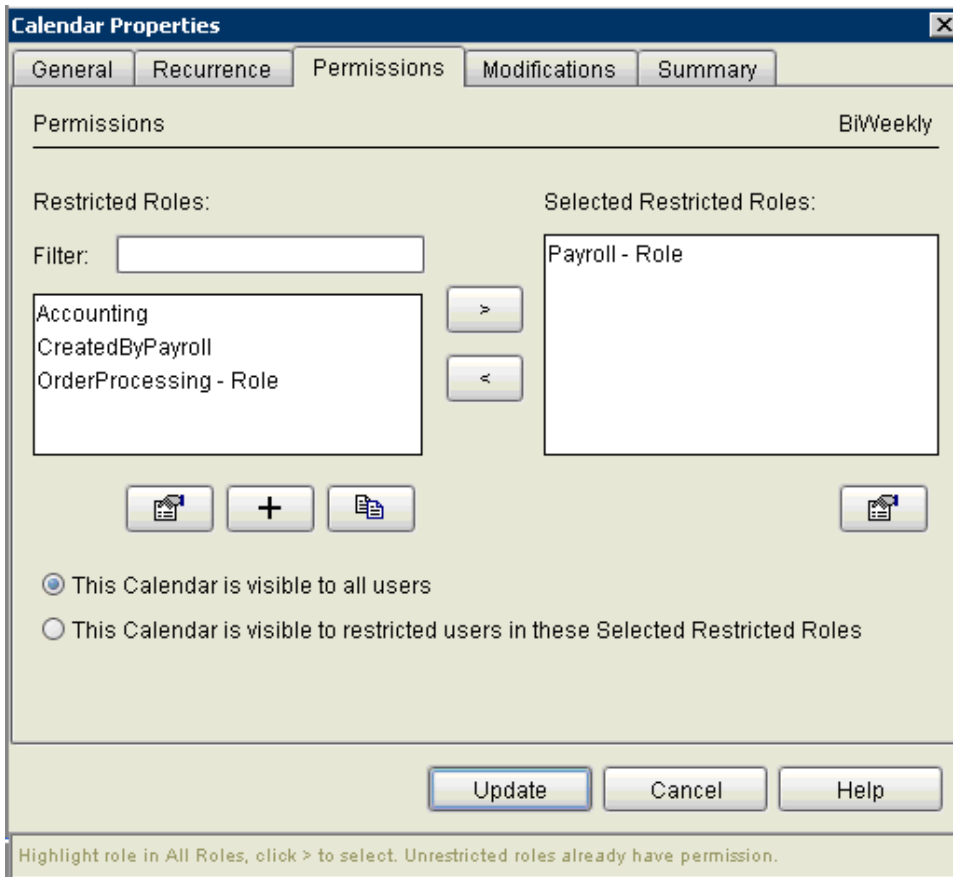 Calendar Properties
General Recurrence Permissions Modifications Summary
Permissions BiWeekly
Restricted Roles:
Filter:
Accounting
CreatedByPayroll
OrderProcessing - Role
>
<
Selected Restricted Roles:
Payroll - Role
This Calendar is visible to all users
This Calendar is visible to restricted users in these Selected Restricted Roles
Update Cancel Help
Highlight role in All Roles, click > to select. Unrestricted roles already have permission.